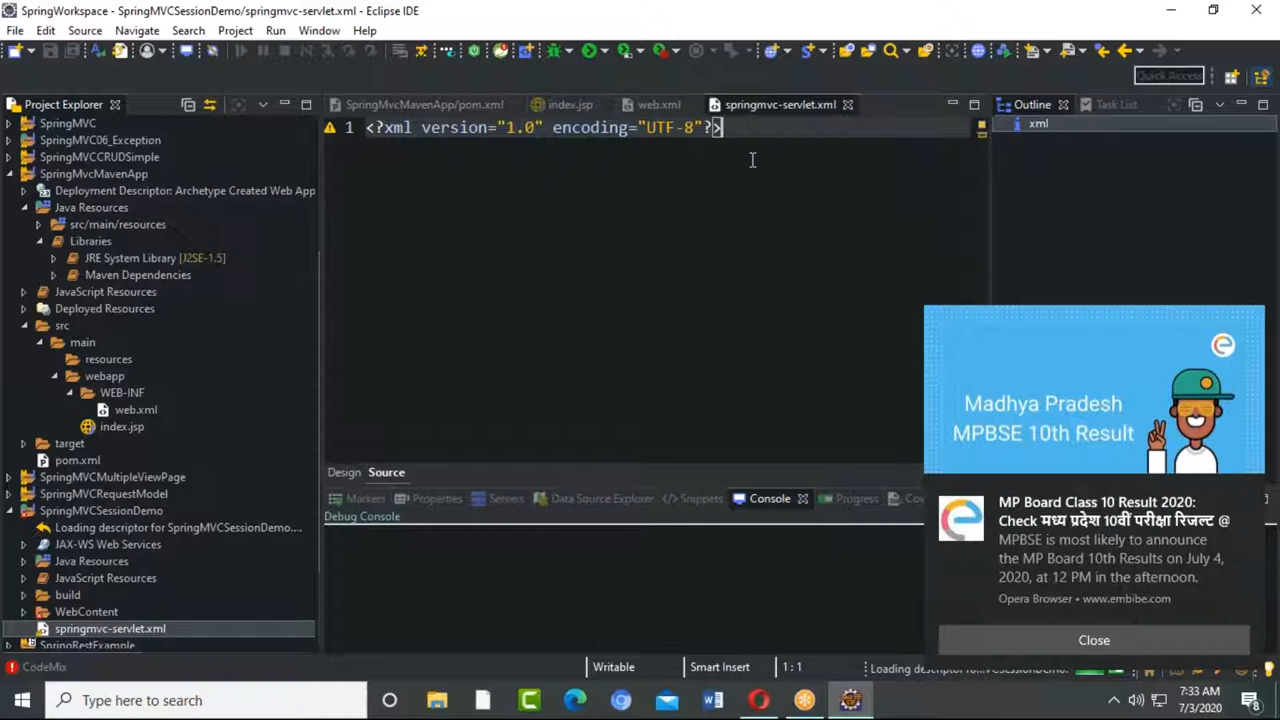 SpringWorkspace - SpringMVCSessionDemo/springmvc-servlet.xml - Eclipse IDE
File Edit Source Navigate Search Project Run Window Help
Quick Access
Project Explorer
SpringMvcMavenApp/pom.xml index.jsp web.xml springmvc-servlet.xml
Outline Task List
SpringMVC
1 <?xml version="1.0" encoding="UTF-8"?>
xml
SpringMVC06_Exception
SpringMVCCRUDSimple
SpringMvcMavenApp
Deployment Descriptor: Archetype Created Web App
Java Resources
src/main/resources
Libraries
JRE System Library [J2SE-1.5]
Maven Dependencies
JavaScript Resources
Deployed Resources
src
main
resources
webapp
WEB-INF
web.xml
index.jsp
target
pom.xml
SpringMVCMultipleViewPage
SpringMVCRequestModel
SpringMVCSessionDemo
Loading descriptor for SpringMVCSessionDemo....
JAX-WS Web Services
Java Resources
JavaScript Resources
build
WebContent
springmvc-servlet.xml
SpringRestExample
Design Source
Markers Properties Servers Data Source Explorer Snippets Console Progress Cov
Debug Console
Madhya Pradesh
MPBSE 10th Result
MP Board Class 10 Result 2020:
Check मध्य प्रदेश 10वीं परीक्षा रिजल्ट @
MPBSE is most likely to announce
the MP Board 10th Results on July 4,
2020, at 12 PM in the afternoon.
Opera Browser • www.embibe.com
Close
CodeMix
Writable Smart Insert 1 : 1 Loading descriptor fo...VCSessionDemo.
Type here to search
7:33 AM
7/3/2020
8